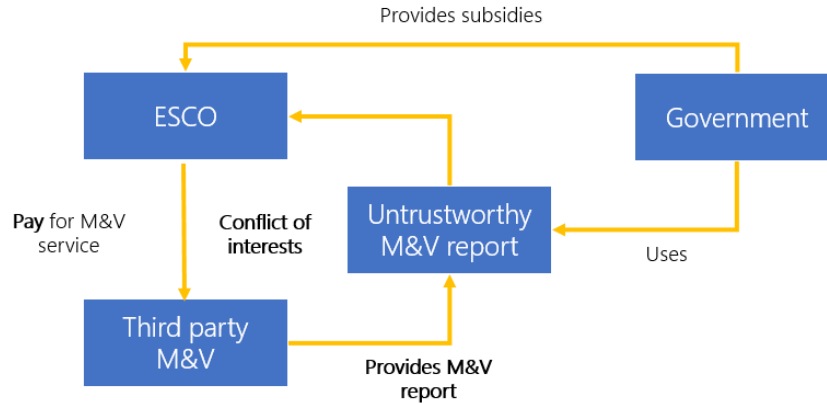 Provides subsidies
ESCO
Government
Pay for M&V
service
Conflict of
interests
Untrustworthy
M&V report
Uses
Third party
M&V
Provides M&V
report